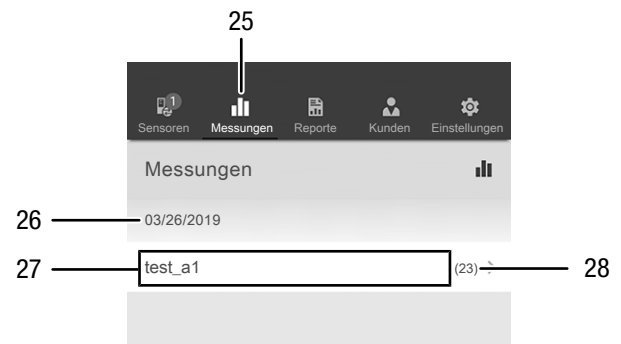 25
1
Sensoren Messungen Reporte Kunden Einstellungen
Messungen
26 03/26/2019
27 test_a1 (23) 28